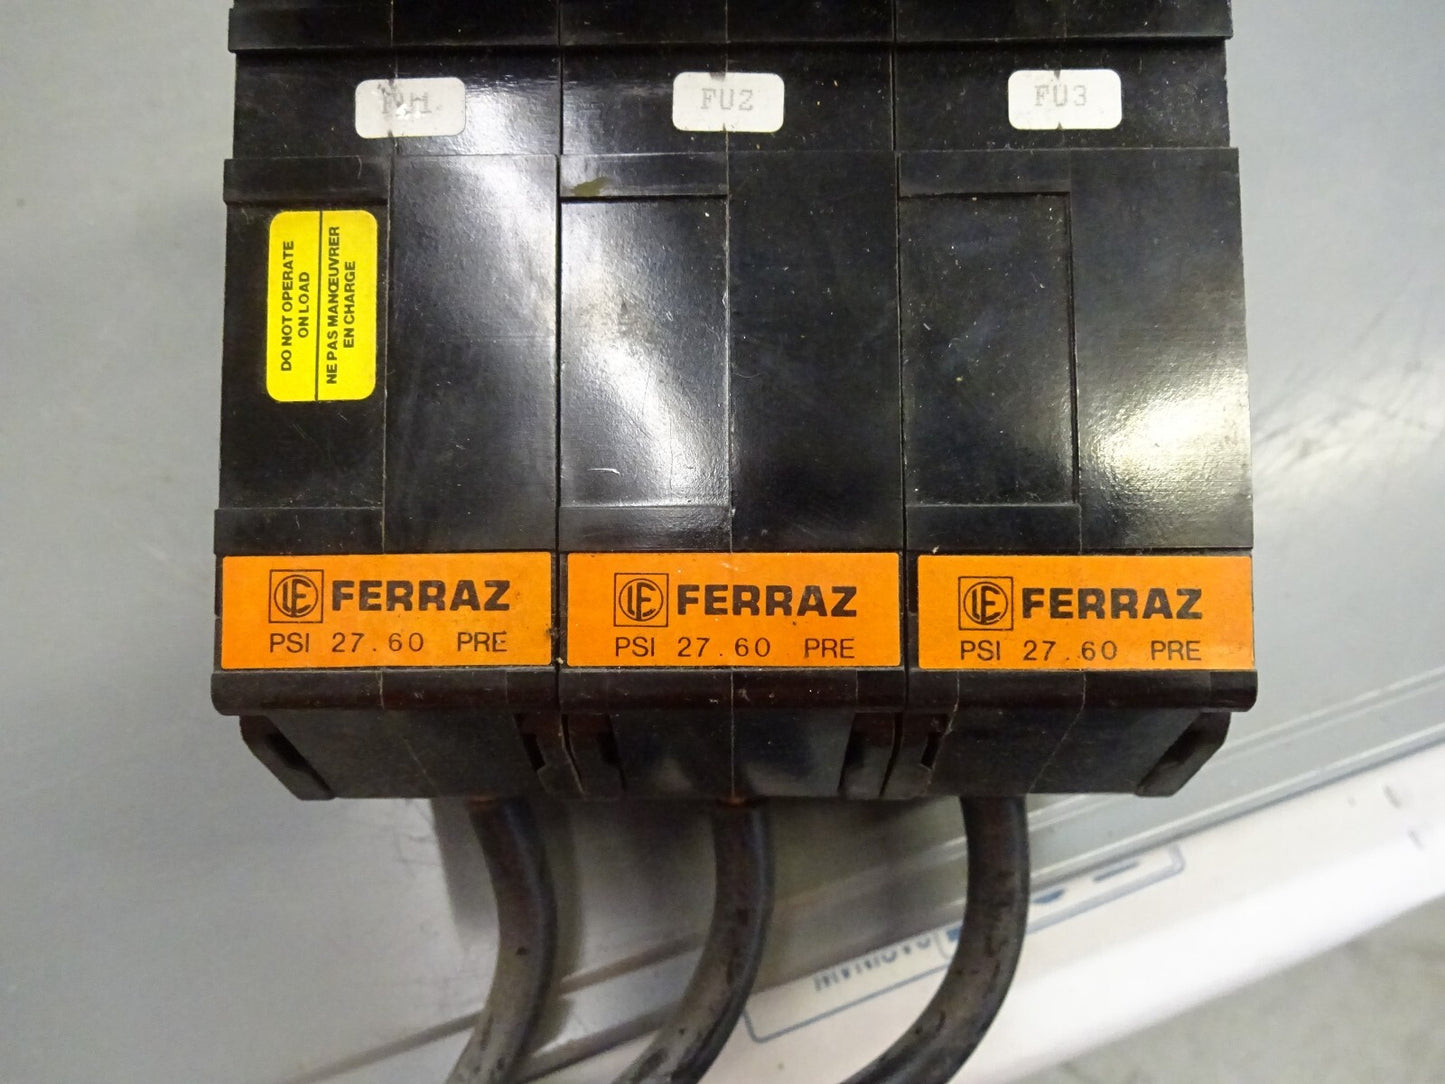 FU1
FU2
FU3
DO NOT OPERATE
ON LOAD
NE PAS MANŒUVRER
EN CHARGE
FERRAZ
PSI 27.60 PRE
FERRAZ
PSI 27.60 PRE
FERRAZ
PSI 27.60 PRE